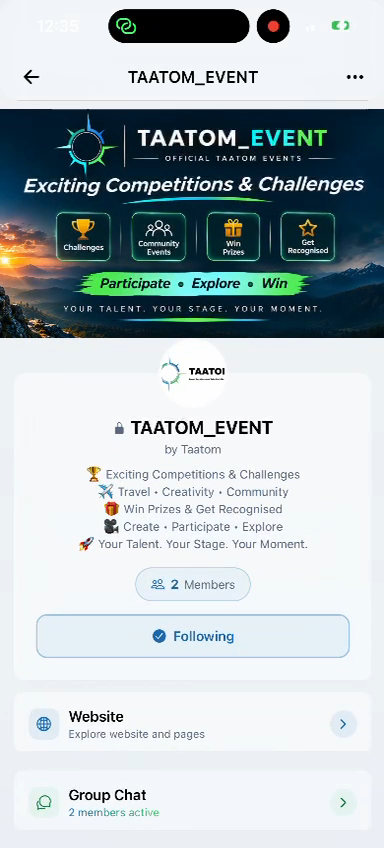 12:35
TAATOM_EVENT
TAATOM_EVENT
OFFICIAL TAATOM EVENTS
Exciting Competitions & Challenges
Challenges
Community Events
Win Prizes
Get Recognised
Participate • Explore • Win
YOUR TALENT. YOUR STAGE. YOUR MOMENT.
TAATOI
TAATOM_EVENT
by Taatom
🏆 Exciting Competitions & Challenges
✈️ Travel • Creativity • Community
🎁 Win Prizes & Get Recognised
🎥 Create • Participate • Explore
🚀 Your Talent. Your Stage. Your Moment.
2 Members
Following
Website
Explore website and pages
Group Chat
2 members active